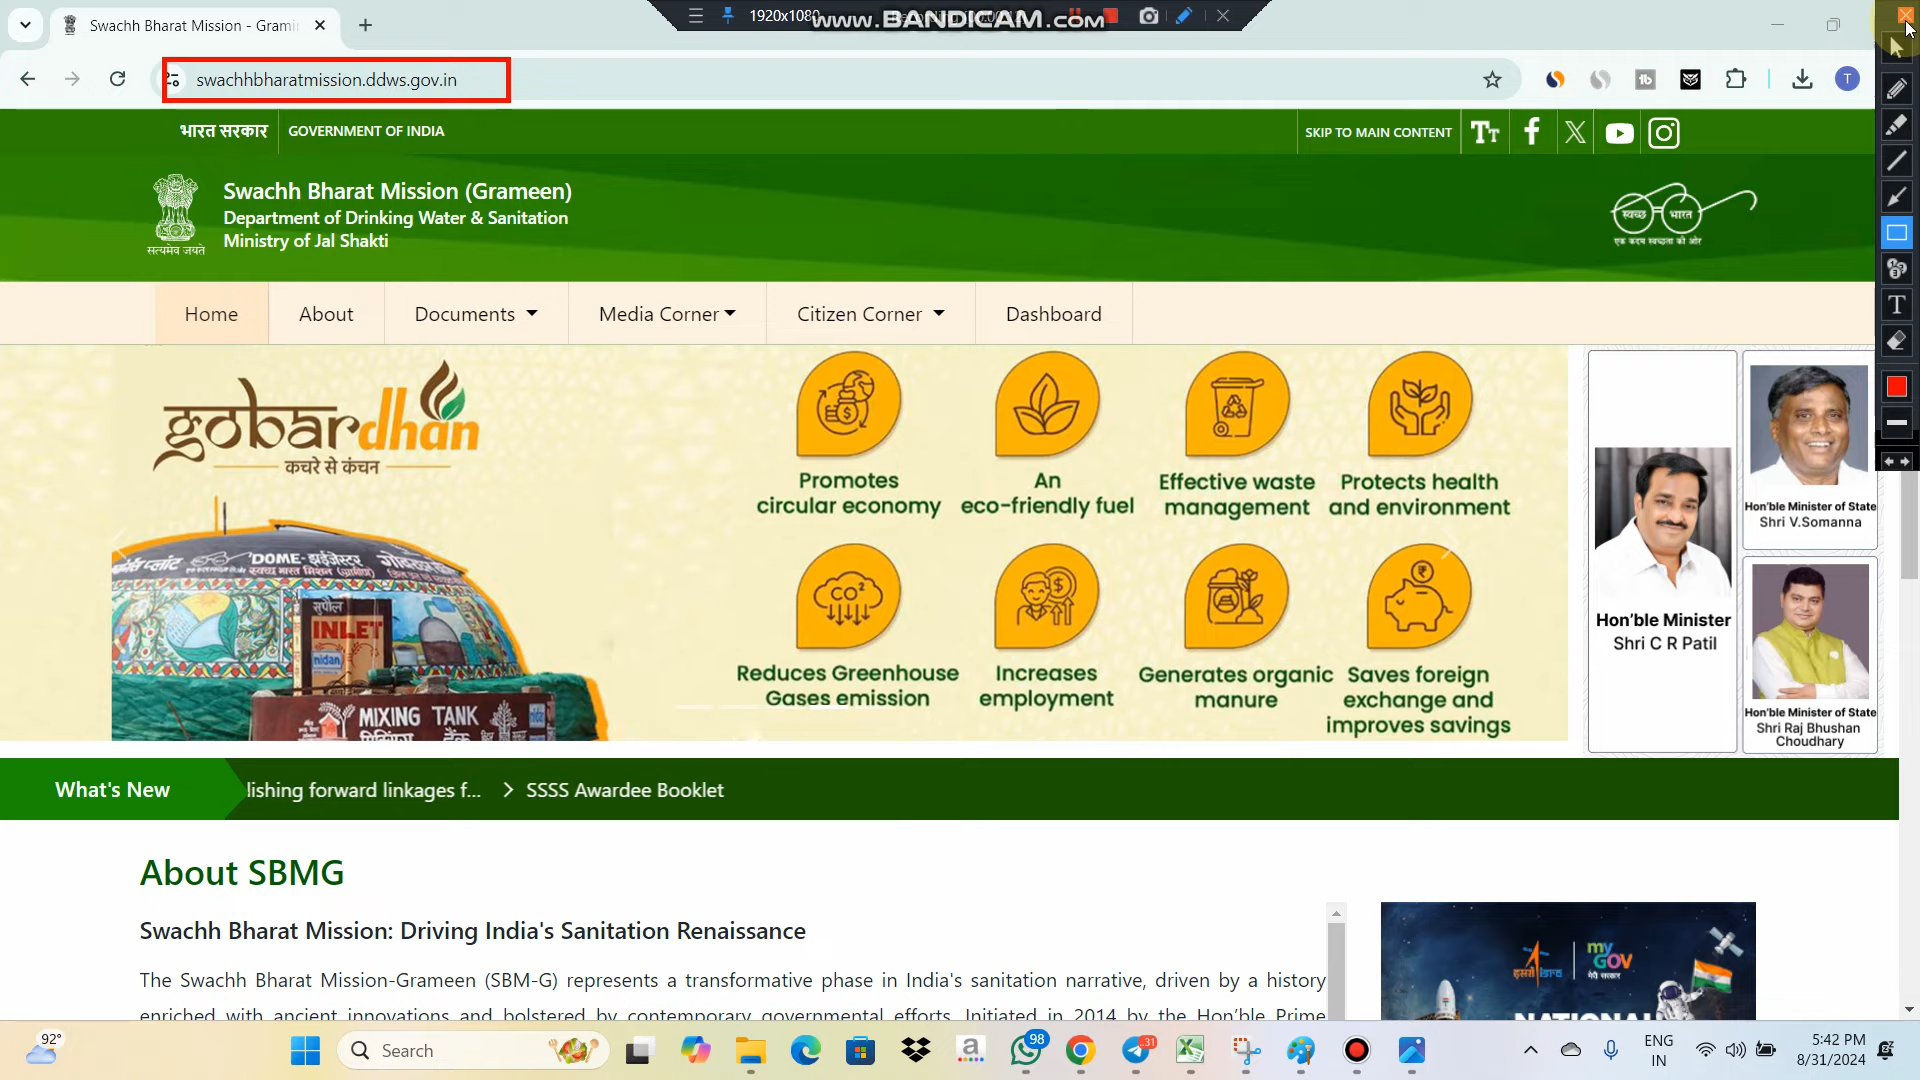 Swachh Bharat Mission - Grami
1920x1080
www.BANDICAM.com
swachhbharatmission.ddws.gov.in
T
भारत सरकार
GOVERNMENT OF INDIA
SKIP TO MAIN CONTENT
Swachh Bharat Mission (Grameen)
Department of Drinking Water & Sanitation
Ministry of Jal Shakti
सत्यमेव जयते
स्वच्छ भारत
एक कदम स्वच्छता की ओर
Home
About
Documents
Media Corner
Citizen Corner
Dashboard
gobardhan
कचरे से कंचन
Promotes
circular economy
An
eco-friendly fuel
Effective waste
management
Protects health
and environment
CO²
Reduces Greenhouse
Gases emission
Increases
employment
Generates organic
manure
Saves foreign
exchange and
improves savings
DOME-डाईजेस्टर
स्वच्छ भारत मिशन (ग्रामीण)
सुपौल
INLET
nidan
MIXING TANK
Hon'ble Minister
Shri C R Patil
Hon'ble Minister of State
Shri V.Somanna
Hon'ble Minister of State
Shri Raj Bhushan
Choudhary
What's New
lishing forward linkages f...
SSSS Awardee Booklet
About SBMG
Swachh Bharat Mission: Driving India's Sanitation Renaissance
The Swachh Bharat Mission-Grameen (SBM-G) represents a transformative phase in India's sanitation narrative, driven by a history
enriched with ancient innovations and bolstered by contemporary governmental efforts. Initiated in 2014 by the Hon'ble Prime
इसरो isro
my
GOV
मेरी सरकार
NATIONAL
92°
Search
98
31
ENG
IN
5:42 PM
8/31/2024